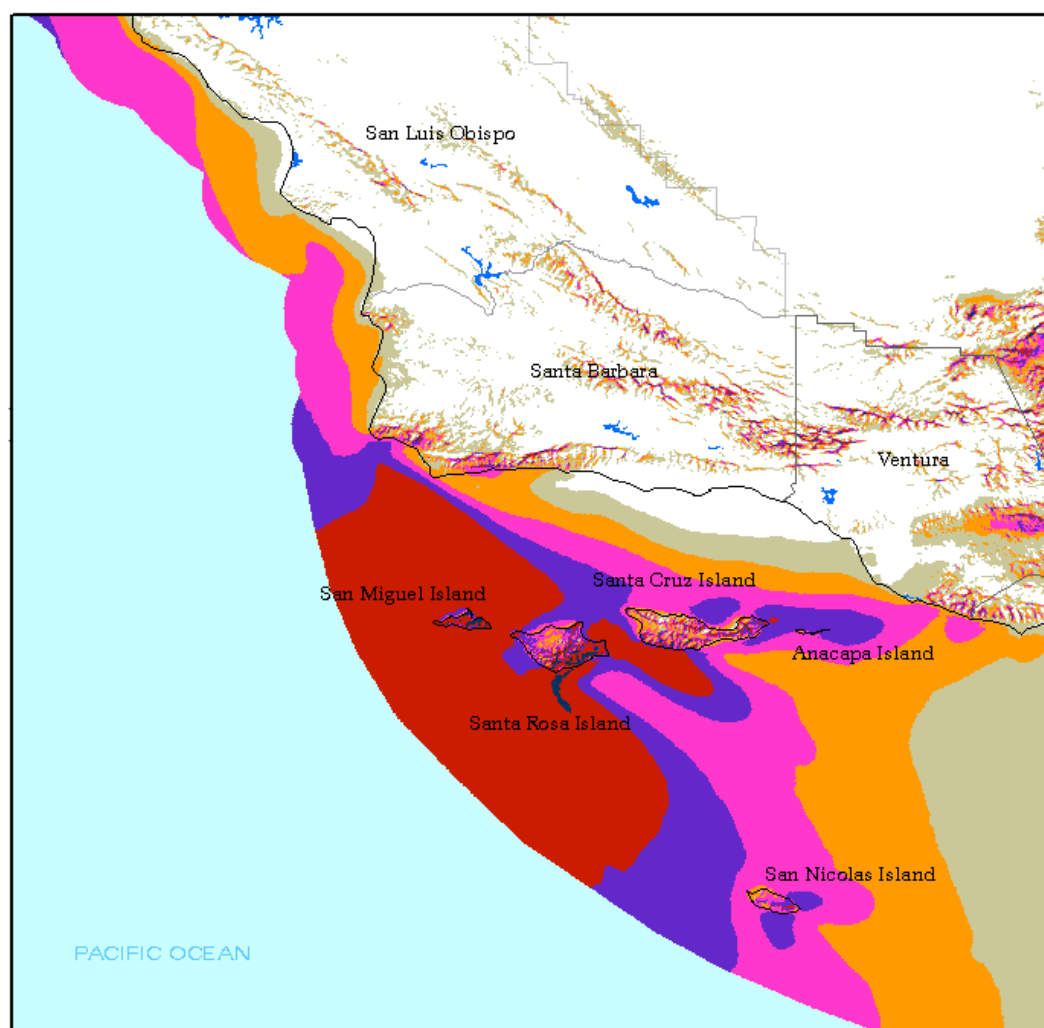 San Luis Obispo
Santa Barbara
Ventura
Santa Cruz Island
San Miguel Island
Anacapa Island
Santa Rosa Island
San Nicolas Island
PACIFIC OCEAN